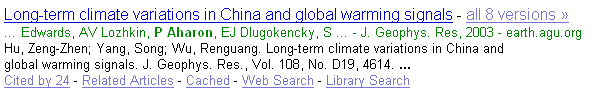 Long-term climate variations in China and global warming signals - all 8 versions »
... Edwards, AV Lozhkin, P Aharon, EJ Dlugokencky, S ... - J. Geophys. Res, 2003 - earth.agu.org
Hu, Zeng-Zhen; Yang, Song; Wu, Renguang. Long-term climate variations in China and
global warming signals. J. Geophys. Res., Vol. 108, No. D19, 4614. ...
Cited by 24 - Related Articles - Cached - Web Search - Library Search